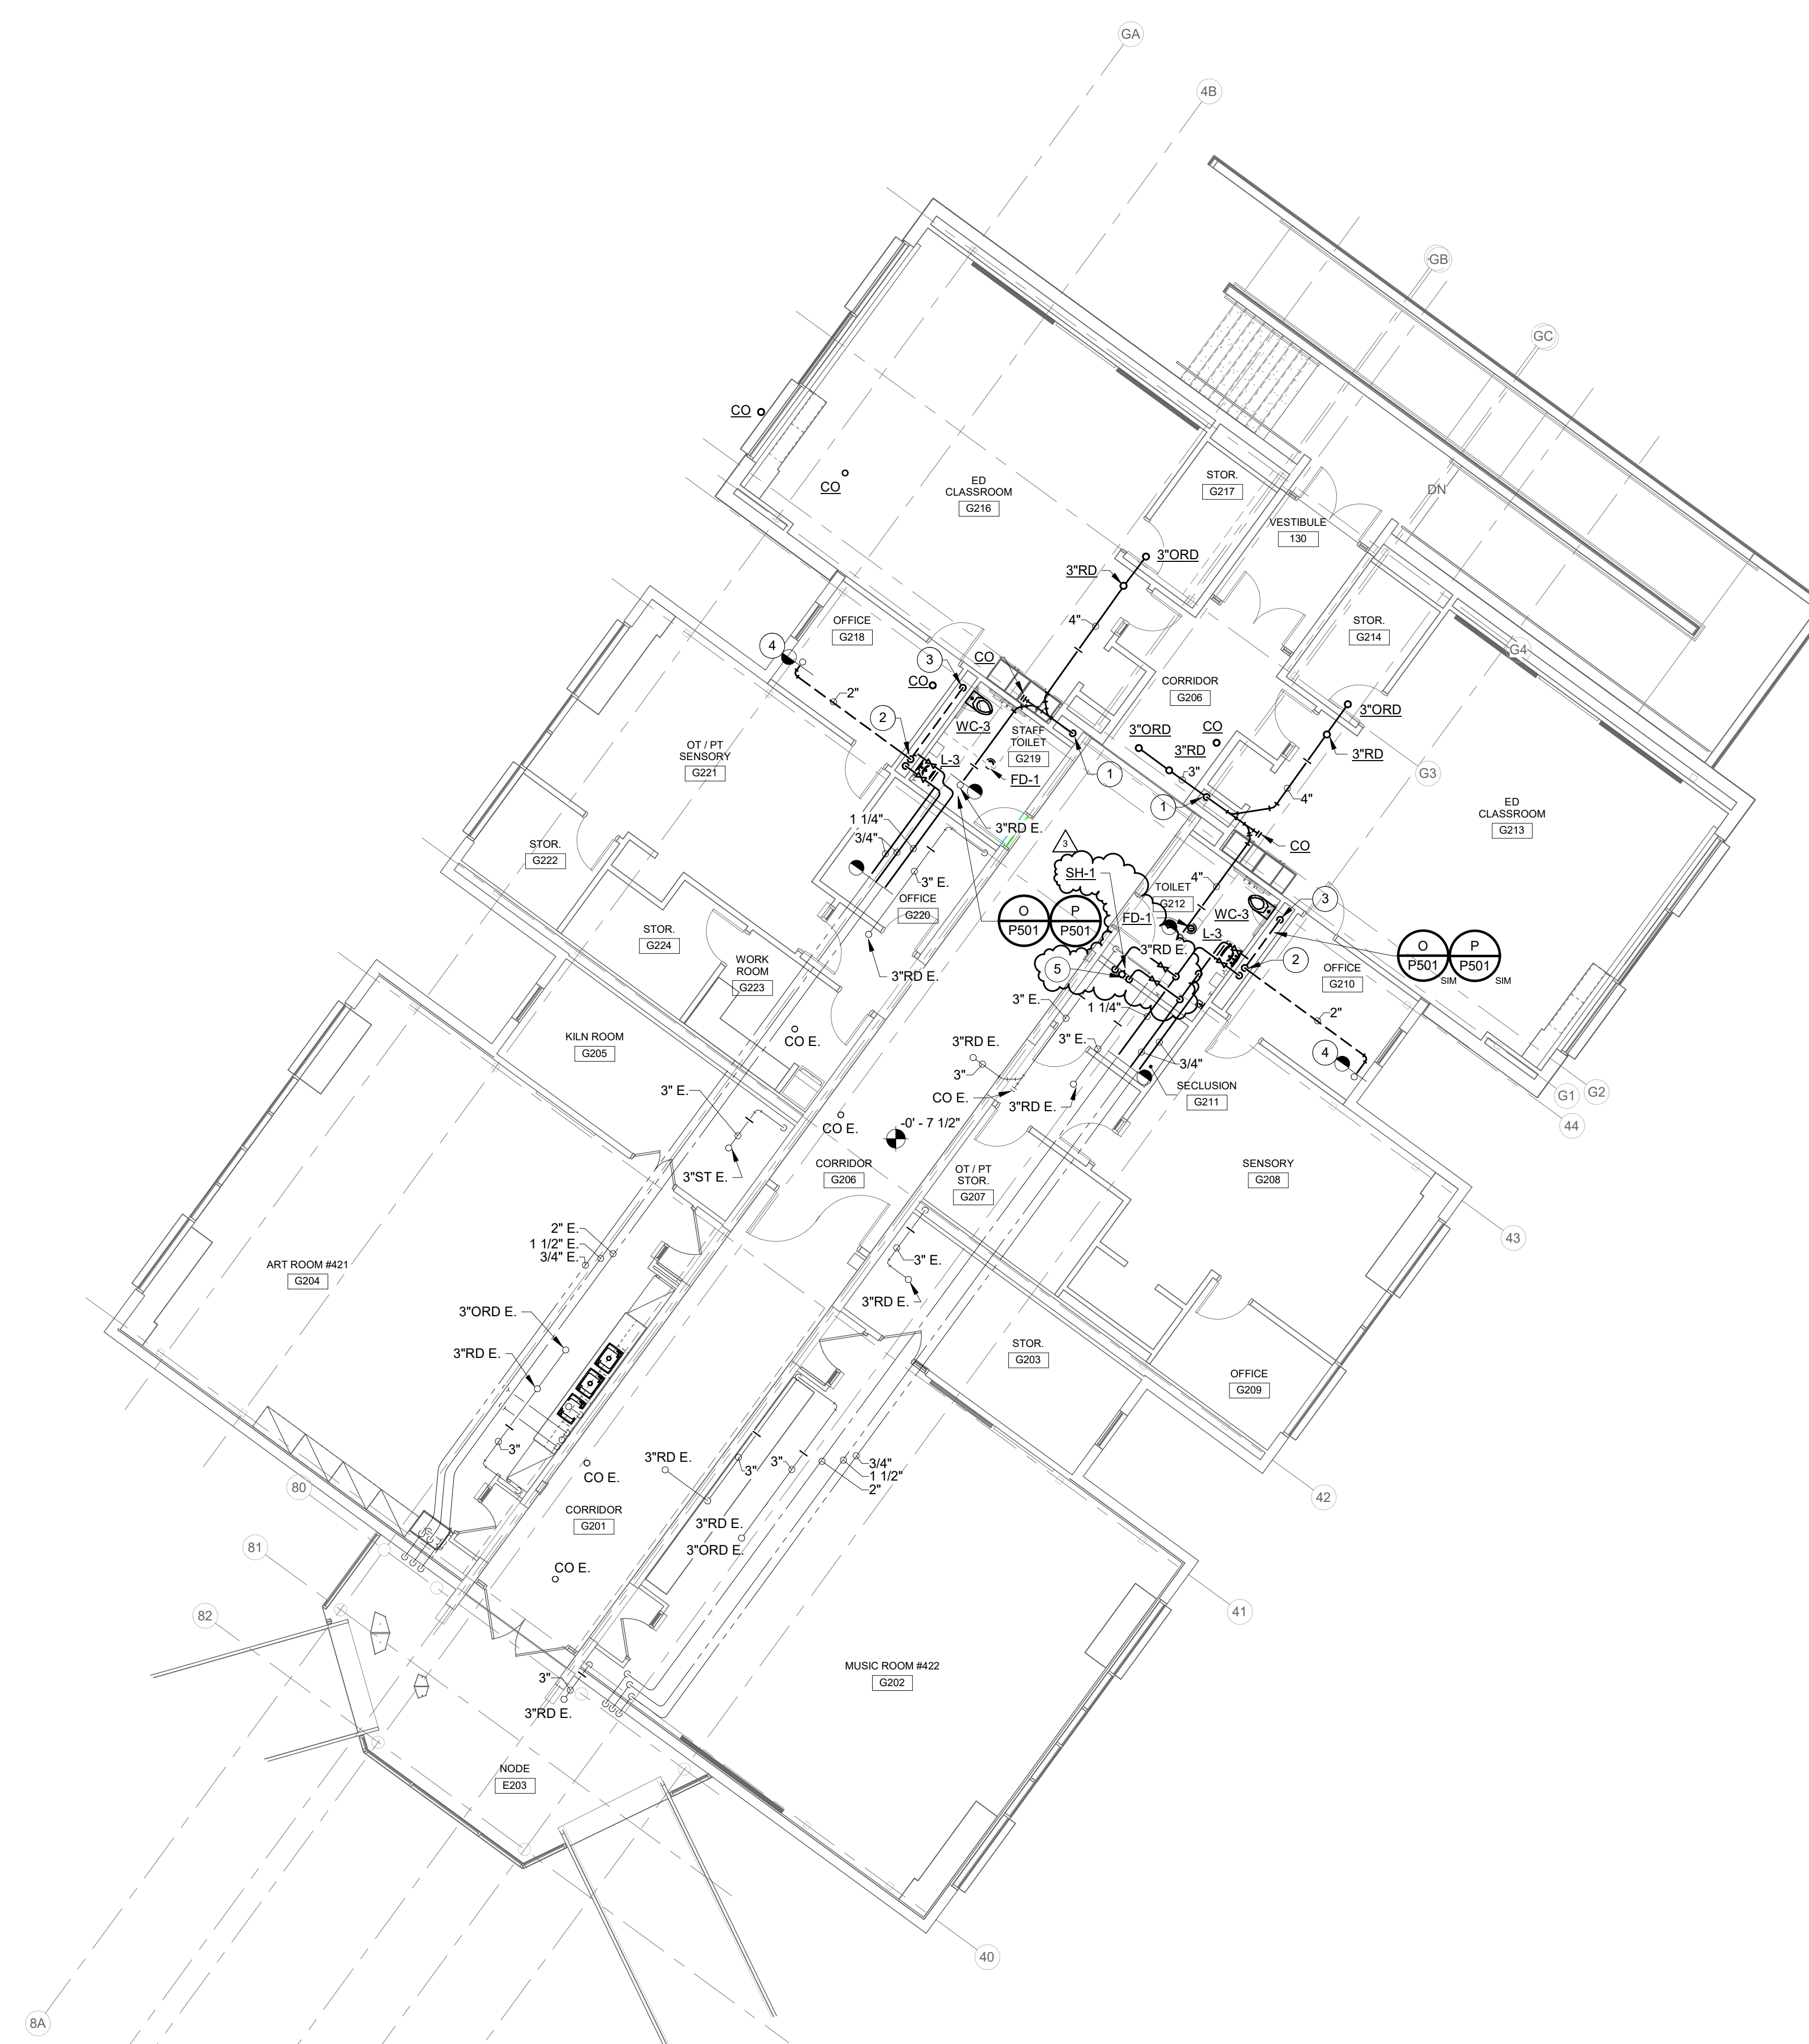 GA
4B
GB
GC
CO
CO
ED
CLASSROOM
G216
STOR.
G217
DN
VESTIBULE
130
3"ORD
3"RD
4"
OFFICE
G218
STOR.
G214
G4
4
3
CO
CO
CORRIDOR
G206
2"
2
WC-3
STAFF
TOILET
G219
3"ORD
3"RD
CO
3"ORD
3"RD
OT / PT
SENSORY
G221
L-3
FD-1
1
3"
4"
G3
1
3"RD E.
ED
CLASSROOM
G213
1 1/4"
3/4"
3
CO
STOR.
G222
3" E.
SH-1
4"
TOILET
G212
WC-3
3
OFFICE
G220
O
P501
P
P501
FD-1
L-3
STOR.
G224
3"RD E.
3"RD E.
O
P501
SIM
P
P501
SIM
WORK
ROOM
G223
5
2
OFFICE
G210
3" E.
1 1/4"
2"
KILN ROOM
G205
CO E.
3"RD E.
3" E.
3"
3/4"
4
3" E.
CO E.
3"RD E.
SECLUSION
G211
G1
G2
44
CO E.
-0' - 7 1/2"
3"ST E.
CORRIDOR
G206
OT / PT
STOR.
G207
SENSORY
G208
2" E.
1 1/2" E.
3/4" E.
43
ART ROOM #421
G204
3" E.
3"RD E.
3"ORD E.
3"RD E.
STOR.
G203
OFFICE
G209
3"
3"RD E.
3"
3"
3/4"
1 1/2"
2"
CO E.
80
42
CORRIDOR
G201
3"RD E.
3"ORD E.
81
CO E.
82
41
MUSIC ROOM #422
G202
3"
3"RD E.
NODE
E203
40
8A